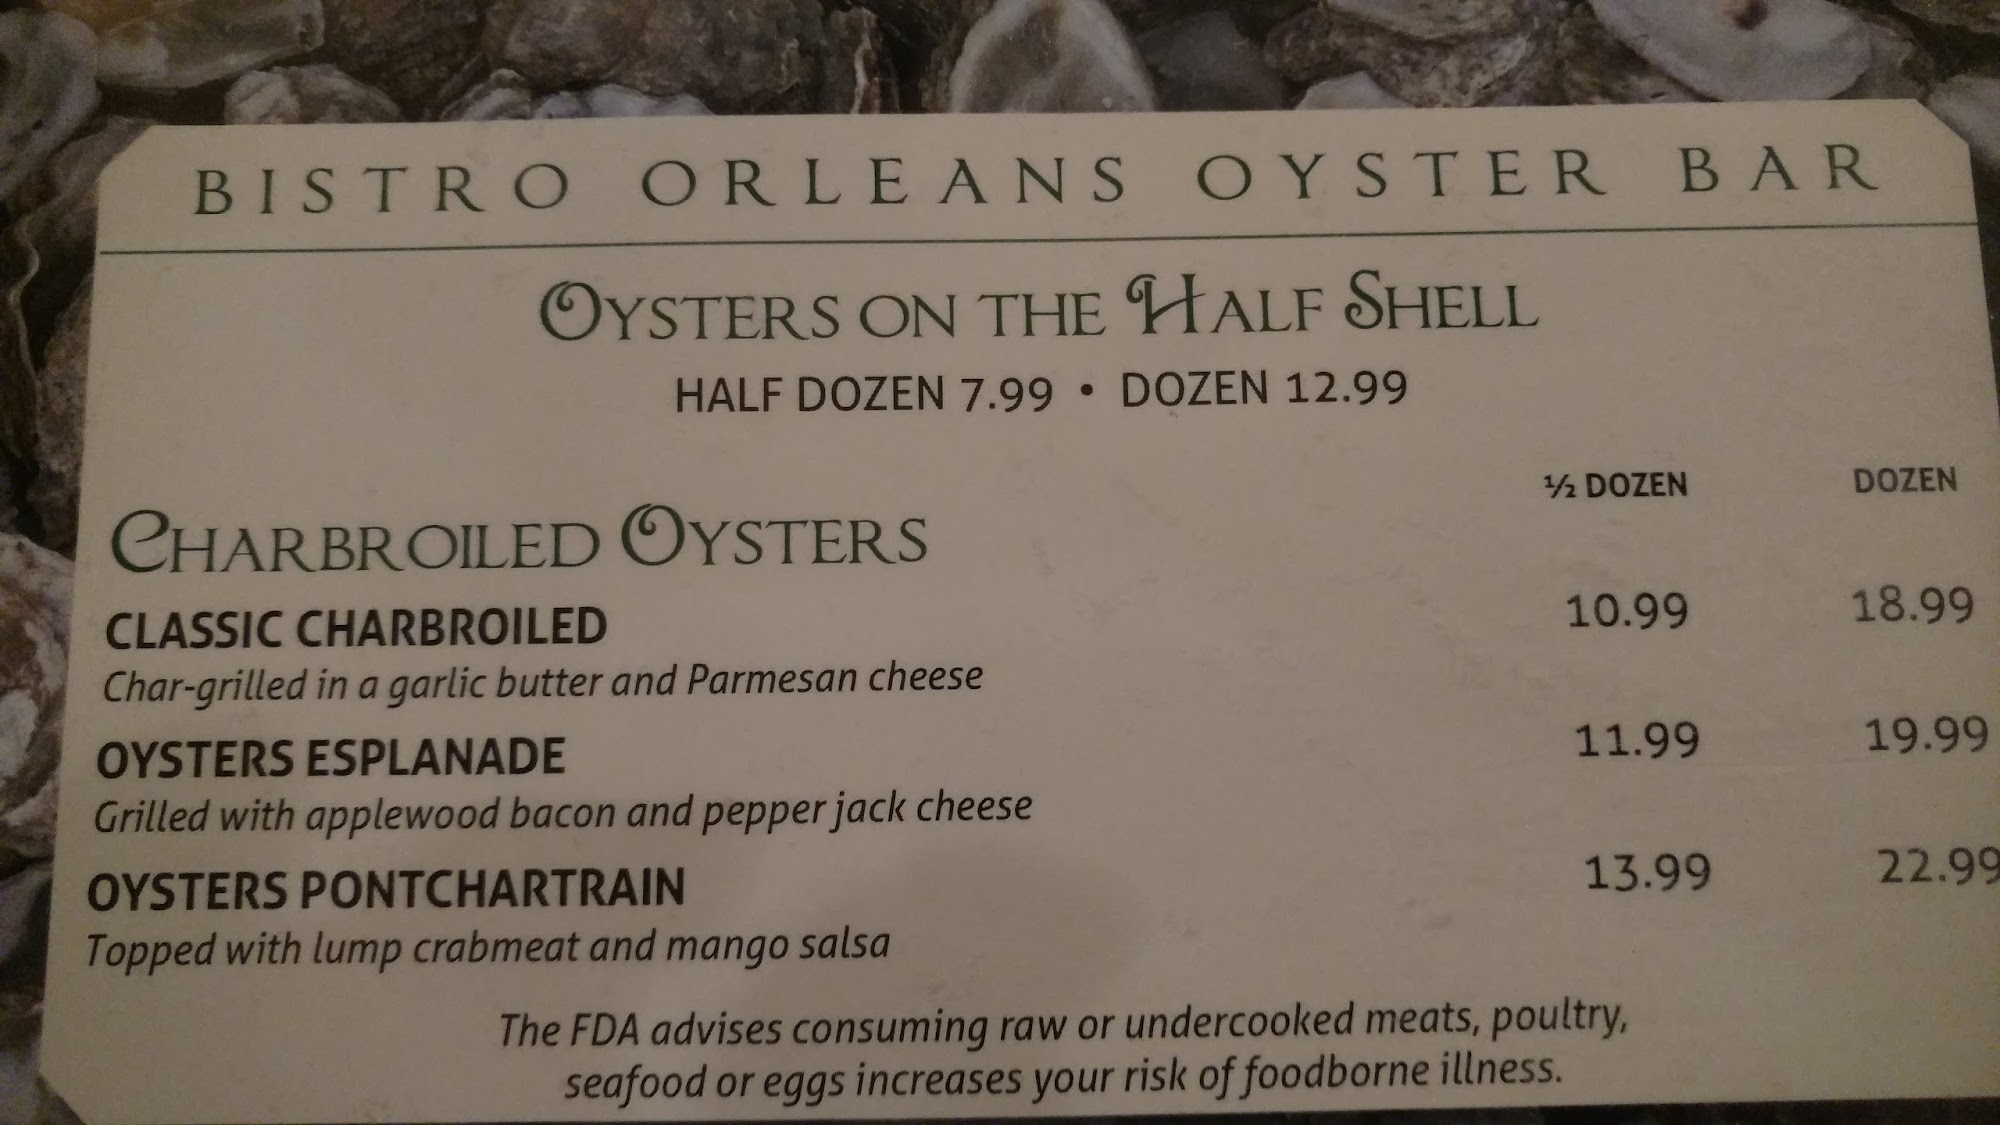 BISTRO ORLEANS OYSTER BAR
OYSTERS ON THE HALF SHELL
HALF DOZEN 7.99 • DOZEN 12.99
½ DOZEN DOZEN
CHARBROILED OYSTERS
CLASSIC CHARBROILED 10.99 18.99
Char-grilled in a garlic butter and Parmesan cheese
OYSTERS ESPLANADE 11.99 19.99
Grilled with applewood bacon and pepper jack cheese
OYSTERS PONTCHARTRAIN 13.99 22.99
Topped with lump crabmeat and mango salsa
The FDA advises consuming raw or undercooked meats, poultry,
seafood or eggs increases your risk of foodborne illness.